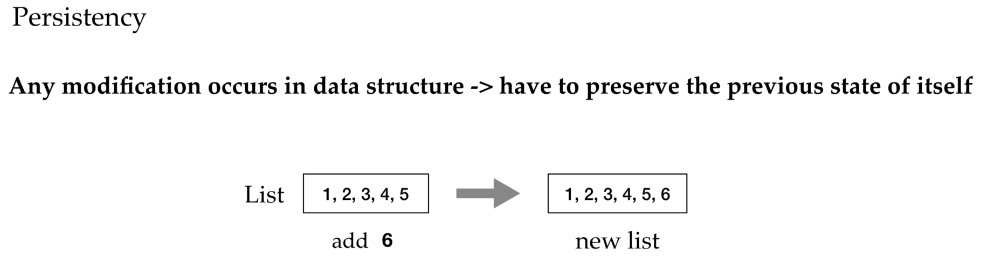 Persistency
Any modification occurs in data structure -> have to preserve the previous state of itself
List 1, 2, 3, 4, 5 1, 2, 3, 4, 5, 6
add 6 new list